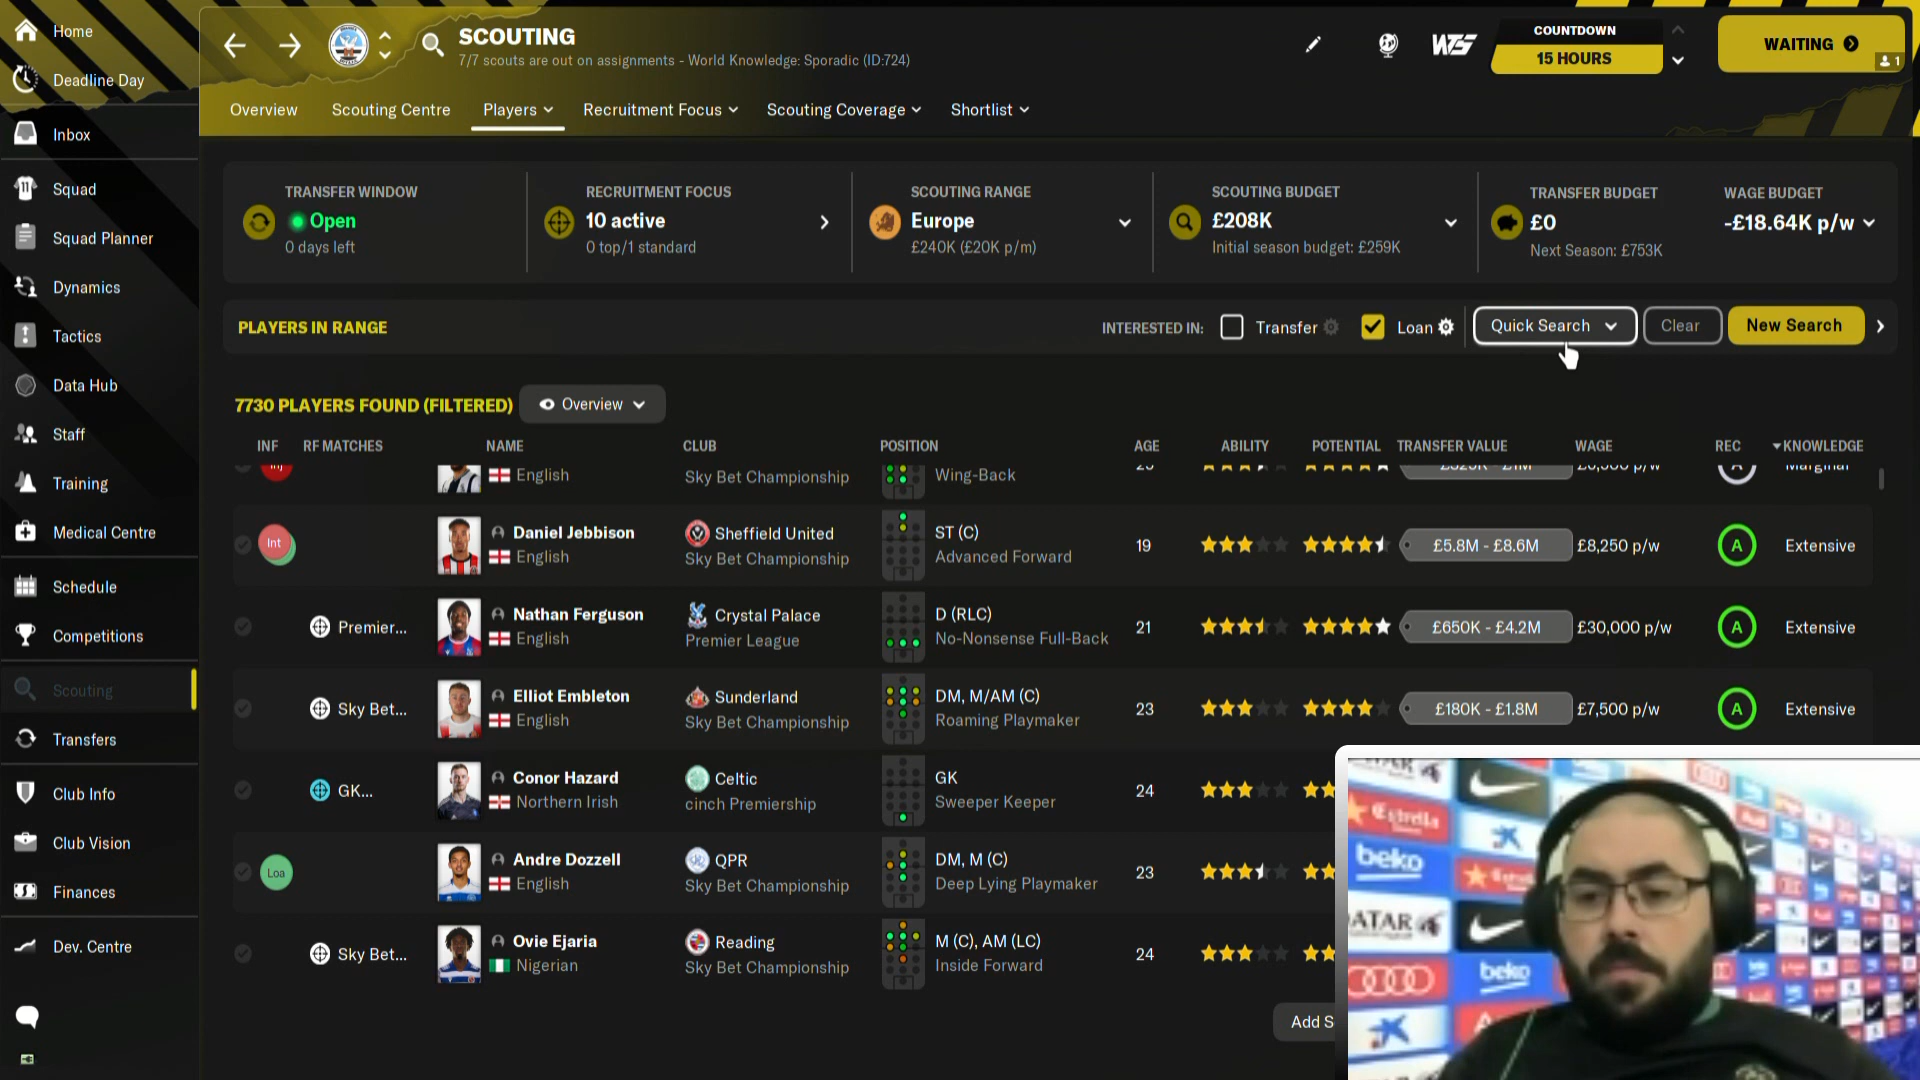 Home
Deadline Day
Inbox
Squad
Squad Planner
Dynamics
Tactics
Data Hub
Staff
Training
Medical Centre
Schedule
Competitions
Scouting
Transfers
Club Info
Club Vision
Finances
Dev. Centre
SCOUTING
7/7 scouts are out on assignments - World Knowledge: Sporadic (ID:724)
COUNTDOWN
15 HOURS
WAITING
1
Overview Scouting Centre Players Recruitment Focus Scouting Coverage Shortlist
TRANSFER WINDOW
Open
0 days left
RECRUITMENT FOCUS
10 active
0 top/1 standard
SCOUTING RANGE
Europe
£240K (£20K p/m)
SCOUTING BUDGET
£208K
Initial season budget: £259K
TRANSFER BUDGET
£0
Next Season: £753K
WAGE BUDGET
-£18.64K p/w
PLAYERS IN RANGE
INTERESTED IN: Transfer Loan Quick Search Clear New Search
7730 PLAYERS FOUND (FILTERED) Overview
INF RF MATCHES NAME CLUB POSITION AGE ABILITY POTENTIAL TRANSFER VALUE WAGE REC KNOWLEDGE
English Sky Bet Championship Wing-Back Marginal
Int Daniel Jebbison Sheffield United ST (C) 19 £5.8M - £8.6M £8,250 p/w A Extensive
English Sky Bet Championship Advanced Forward
Premier... Nathan Ferguson Crystal Palace D (RLC) 21 £650K - £4.2M £30,000 p/w A Extensive
English Premier League No-Nonsense Full-Back
Sky Bet... Elliot Embleton Sunderland DM, M/AM (C) 23 £180K - £1.8M £7,500 p/w A Extensive
English Sky Bet Championship Roaming Playmaker
GK... Conor Hazard Celtic GK 24
Northern Irish cinch Premiership Sweeper Keeper
Loa Andre Dozzell QPR DM, M (C) 23
English Sky Bet Championship Deep Lying Playmaker
Sky Bet... Ovie Ejaria Reading M (C), AM (LC) 24
Nigerian Sky Bet Championship Inside Forward
Add S
Estrella
beko
QATAR
beko